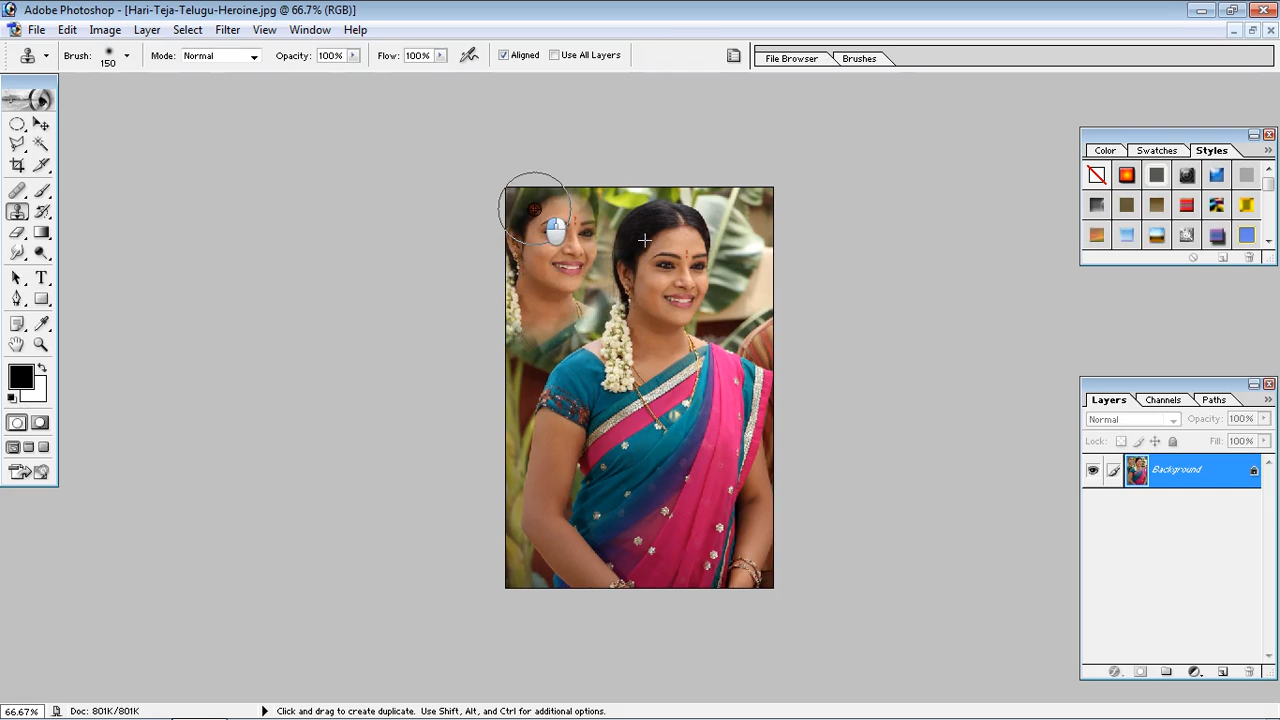 Adobe Photoshop - [Hari-Teja-Telugu-Heroine.jpg @ 66.7% (RGB)]
File Edit Image Layer Select Filter View Window Help
Brush: 150 Mode: Normal Opacity: 100% Flow: 100% Aligned Use All Layers File Browser Brushes
Color Swatches Styles
Layers Channels Paths
Normal Opacity: 100%
Lock: Fill: 100%
Background
66.67% Doc: 801K/801K Click and drag to create duplicate. Use Shift, Alt, and Ctrl for additional options.